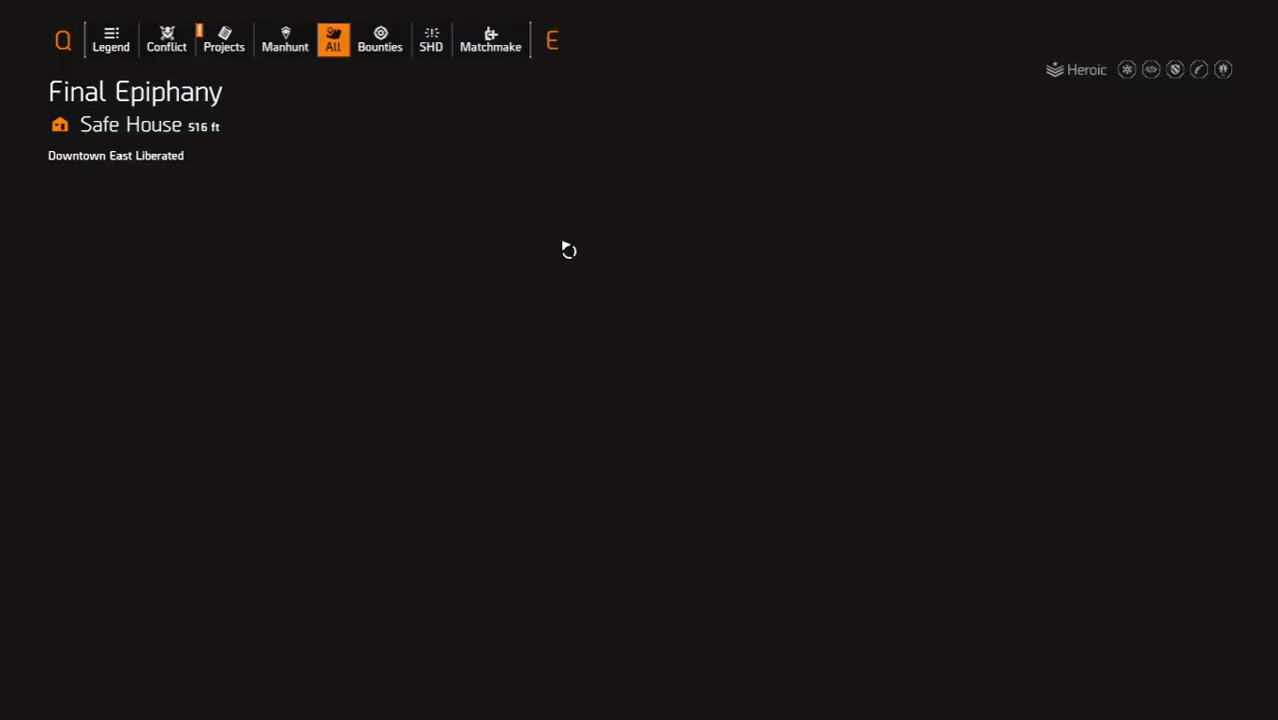 Q Legend Conflict Projects Manhunt All Bounties SHD Matchmake E
Heroic
Final Epiphany
Safe House 516 ft
Downtown East Liberated